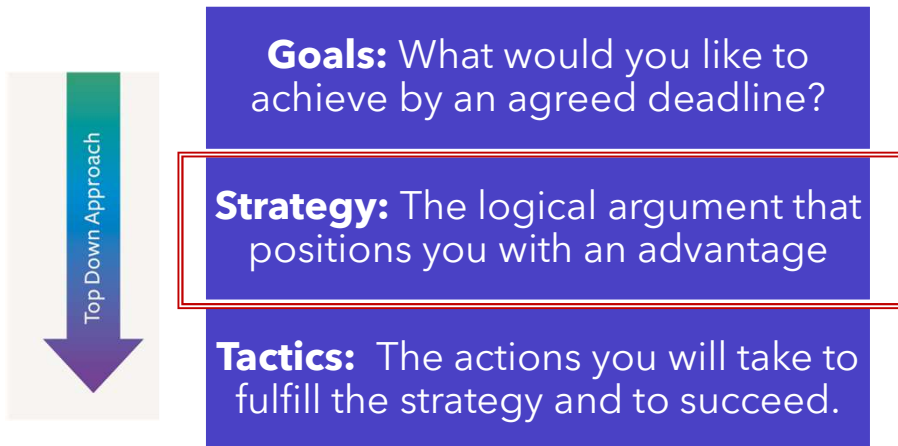 Top Down Approach
Goals: What would you like to
achieve by an agreed deadline?
Strategy: The logical argument that
positions you with an advantage
Tactics:  The actions you will take to
fulfill the strategy and to succeed.